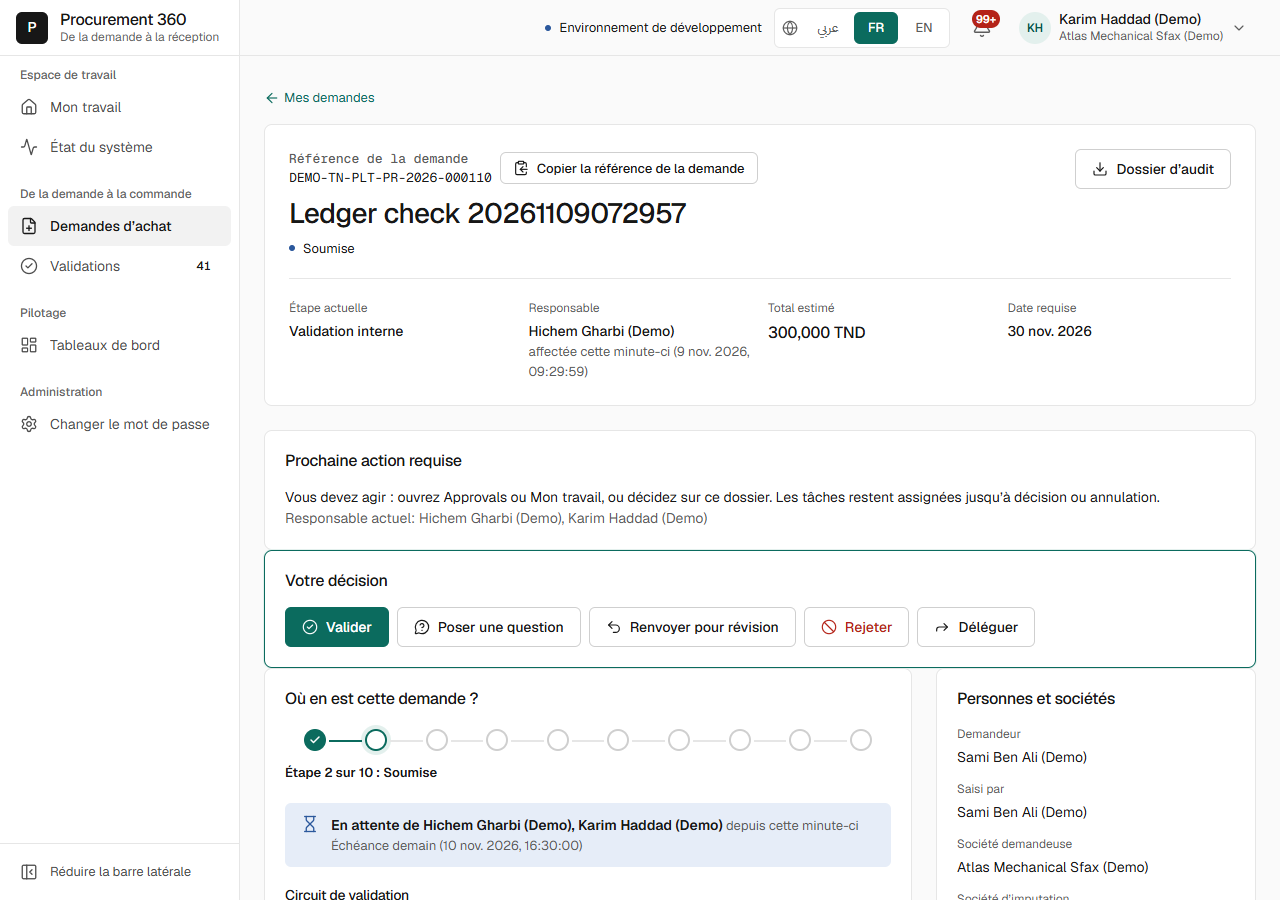 P
Procurement 360
De la demande à la réception
Environnement de développement
عربي
FR
EN
99+
KH
Karim Haddad (Demo)
Atlas Mechanical Sfax (Demo)
Espace de travail
Mon travail
État du système
De la demande à la commande
Demandes d’achat
Validations
41
Pilotage
Tableaux de bord
Administration
Changer le mot de passe
Réduire la barre latérale
Mes demandes
Référence de la demande
DEMO-TN-PLT-PR-2026-000110
Copier la référence de la demande
Dossier d’audit
Ledger check 20261109072957
Soumise
Étape actuelle
Validation interne
Responsable
Hichem Gharbi (Demo)
affectée cette minute-ci (9 nov. 2026,
09:29:59)
Total estimé
300,000 TND
Date requise
30 nov. 2026
Prochaine action requise
Vous devez agir : ouvrez Approvals ou Mon travail, ou décidez sur ce dossier. Les tâches restent assignées jusqu’à décision ou annulation.
Responsable actuel: Hichem Gharbi (Demo), Karim Haddad (Demo)
Votre décision
Valider
Poser une question
Renvoyer pour révision
Rejeter
Déléguer
Où en est cette demande ?
Étape 2 sur 10 : Soumise
En attente de Hichem Gharbi (Demo), Karim Haddad (Demo) depuis cette minute-ci
Échéance demain (10 nov. 2026, 16:30:00)
Circuit de validation
Personnes et sociétés
Demandeur
Sami Ben Ali (Demo)
Saisi par
Sami Ben Ali (Demo)
Société demandeuse
Atlas Mechanical Sfax (Demo)
Société d’imputation